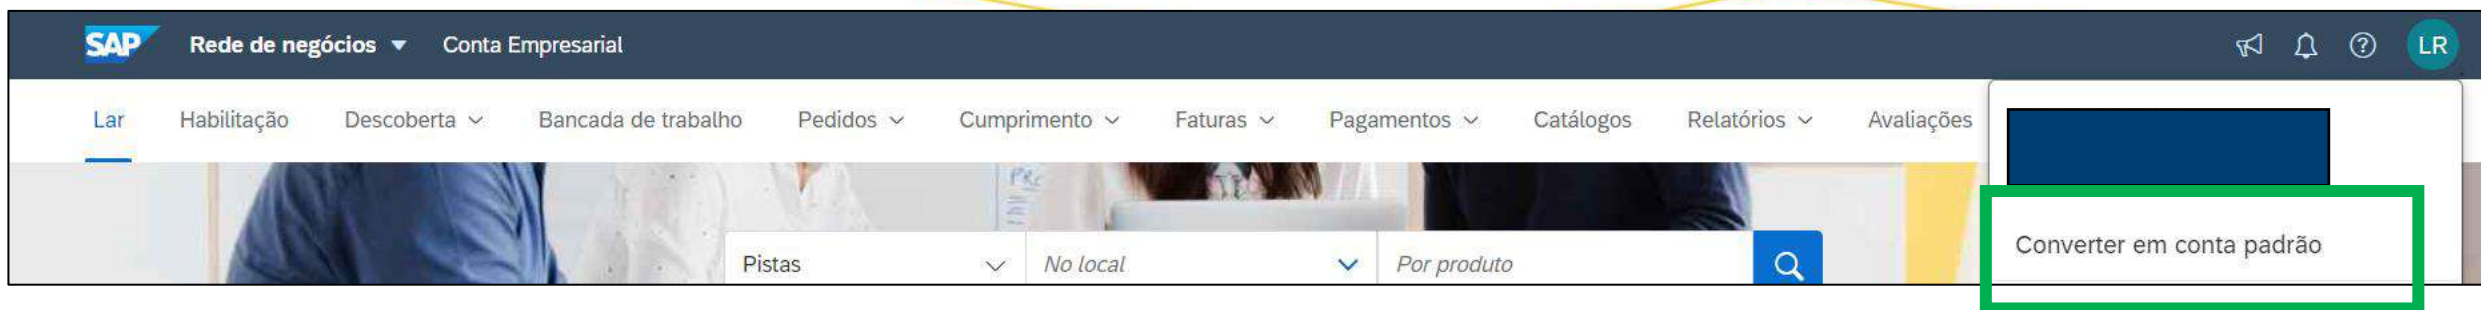 SAP Rede de negócios Conta Empresarial LR
Lar Habilitação Descoberta Bancada de trabalho Pedidos Cumprimento Faturas Pagamentos Catálogos Relatórios Avaliações
Pistas No local Por produto
Converter em conta padrão